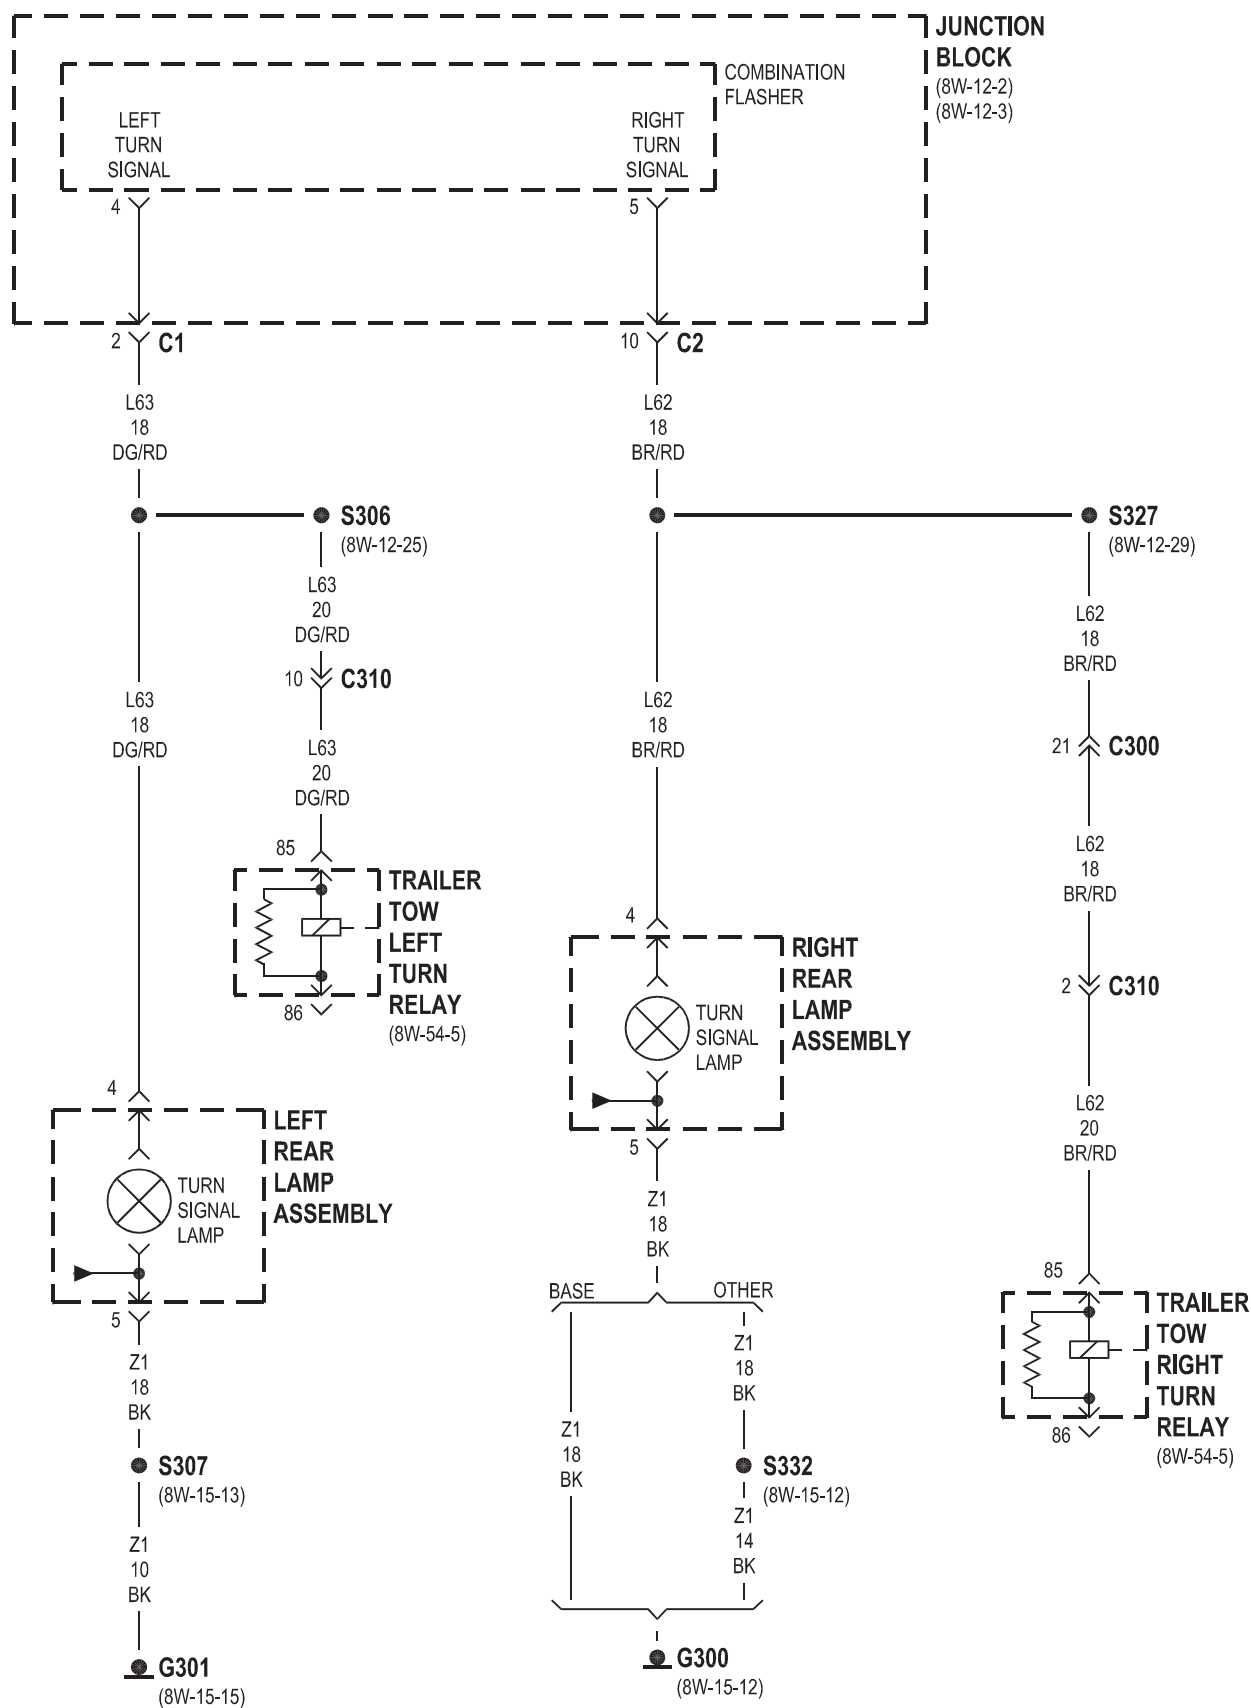 JUNCTION
BLOCK
(8W-12-2)
(8W-12-3)
COMBINATION
FLASHER
LEFT
TURN
SIGNAL
RIGHT
TURN
SIGNAL
4
5
2 C1
10 C2
L63
18
DG/RD
L62
18
BR/RD
S306
(8W-12-25)
S327
(8W-12-29)
L63
20
DG/RD
L62
18
BR/RD
10 C310
L63
18
DG/RD
L62
18
BR/RD
21 C300
L63
20
DG/RD
L62
18
BR/RD
85
TRAILER
TOW
LEFT
TURN
RELAY
(8W-54-5)
86
4
RIGHT
REAR
LAMP
ASSEMBLY
TURN
SIGNAL
LAMP
5
2 C310
L62
20
BR/RD
4
LEFT
REAR
LAMP
ASSEMBLY
TURN
SIGNAL
LAMP
5
Z1
18
BK
BASE
OTHER
85
TRAILER
TOW
RIGHT
TURN
RELAY
(8W-54-5)
86
Z1
18
BK
Z1
18
BK
Z1
18
BK
S307
(8W-15-13)
S332
(8W-15-12)
Z1
10
BK
Z1
14
BK
G301
(8W-15-15)
G300
(8W-15-12)